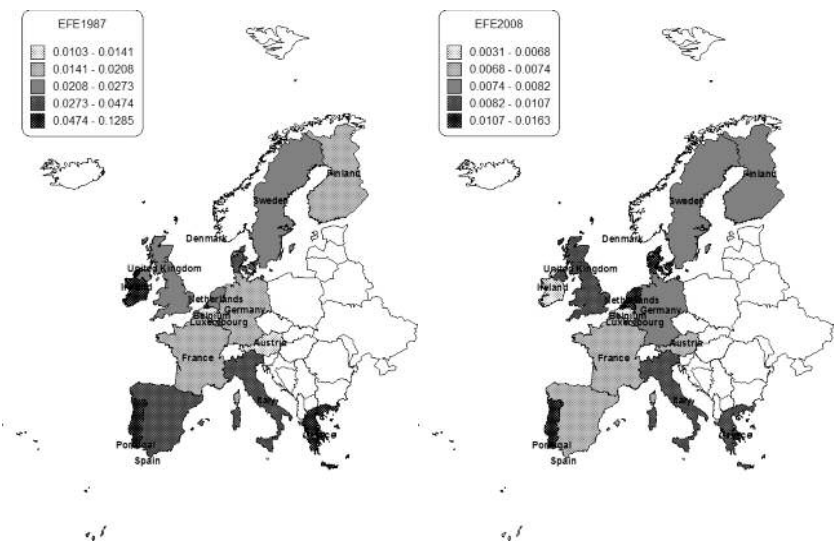 EFE1987
0.0103 - 0.0141
0.0141 - 0.0208
0.0208 - 0.0273
0.0273 - 0.0474
0.0474 - 0.1285
Finland
Sweden
Denmark
United Kingdom
Ireland
Netherlands
Germany
Belgium
Luxembourg
Austria
France
Italy
Greece
Portugal
Spain
EFE2008
0.0031 - 0.0068
0.0068 - 0.0074
0.0074 - 0.0082
0.0082 - 0.0107
0.0107 - 0.0163
Finland
Sweden
Denmark
United Kingdom
Ireland
Netherlands
Germany
Belgium
Luxembourg
Austria
France
Italy
Greece
Portugal
Spain